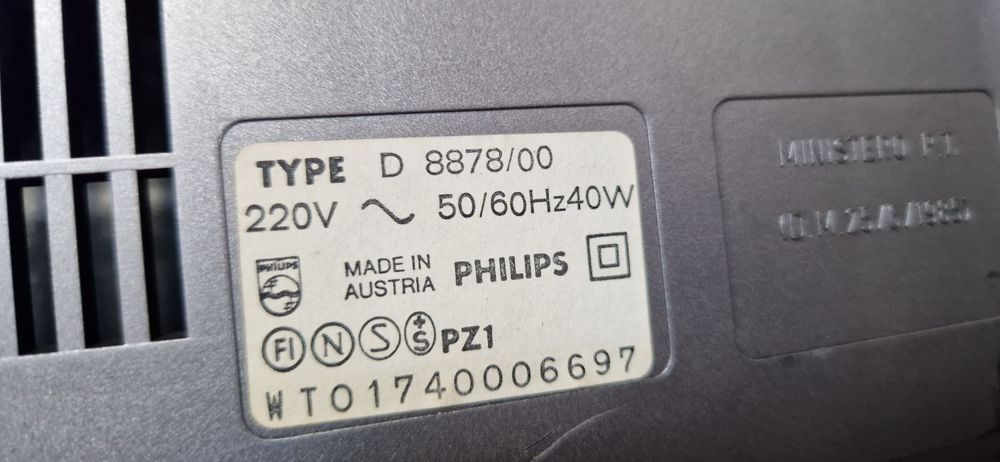 TYPE D 8878/00
220V ~ 50/60Hz40W
PHILIPS
MADE IN
AUSTRIA
PHILIPS
FI N S +S PZ1
WT01740006697
MINISTERO P.T.